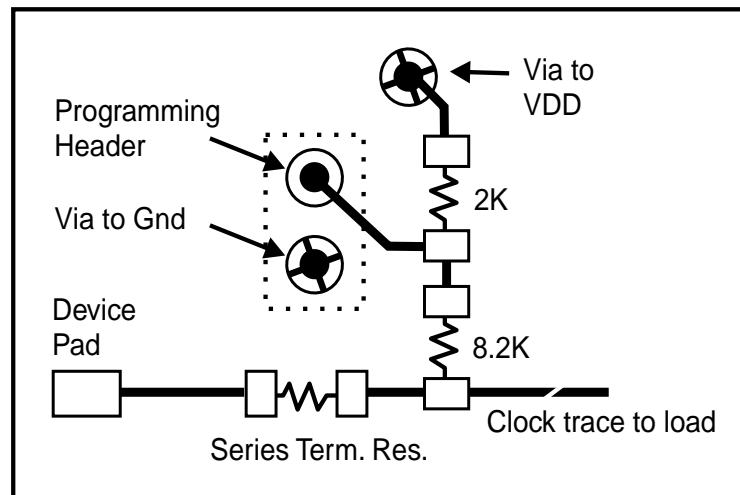 Via to
VDD
Programming
Header
2K
Via to Gnd
Device
Pad
8.2K
Clock trace to load
Series Term. Res.